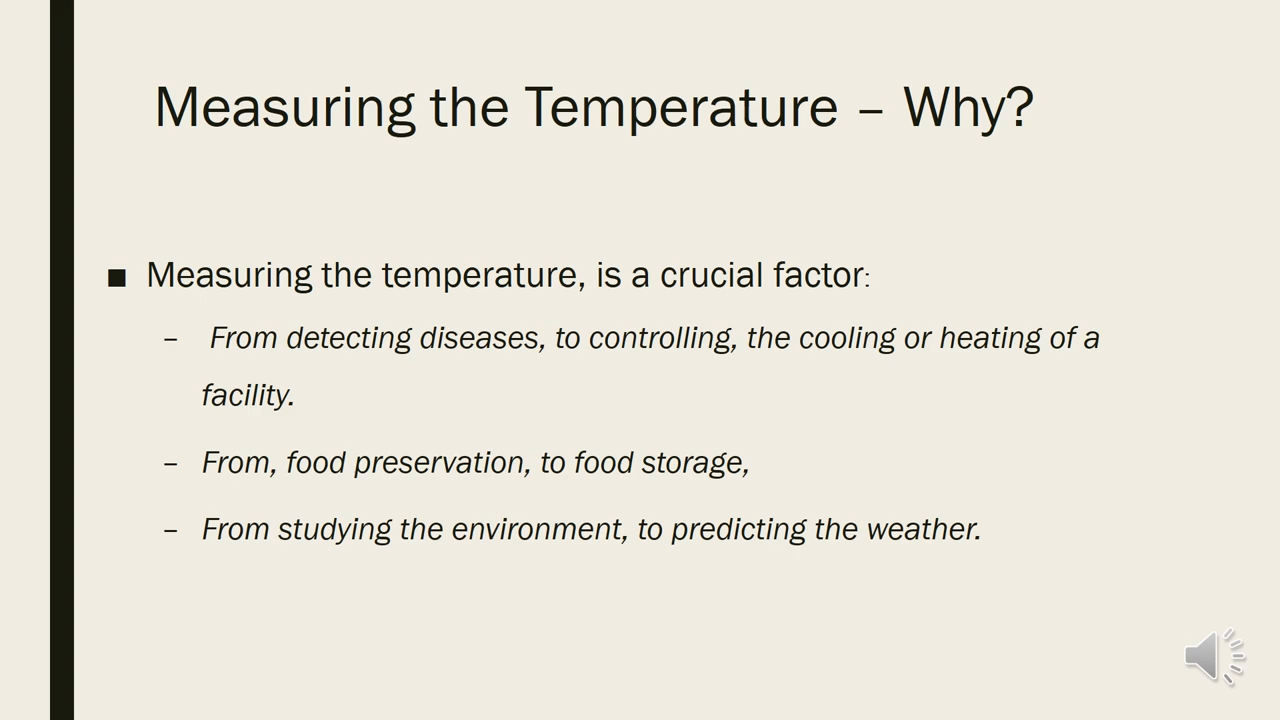 Measuring the Temperature – Why?
■ Measuring the temperature, is a crucial factor:
– From detecting diseases, to controlling, the cooling or heating of a
facility.
– From, food preservation, to food storage,
– From studying the environment, to predicting the weather.